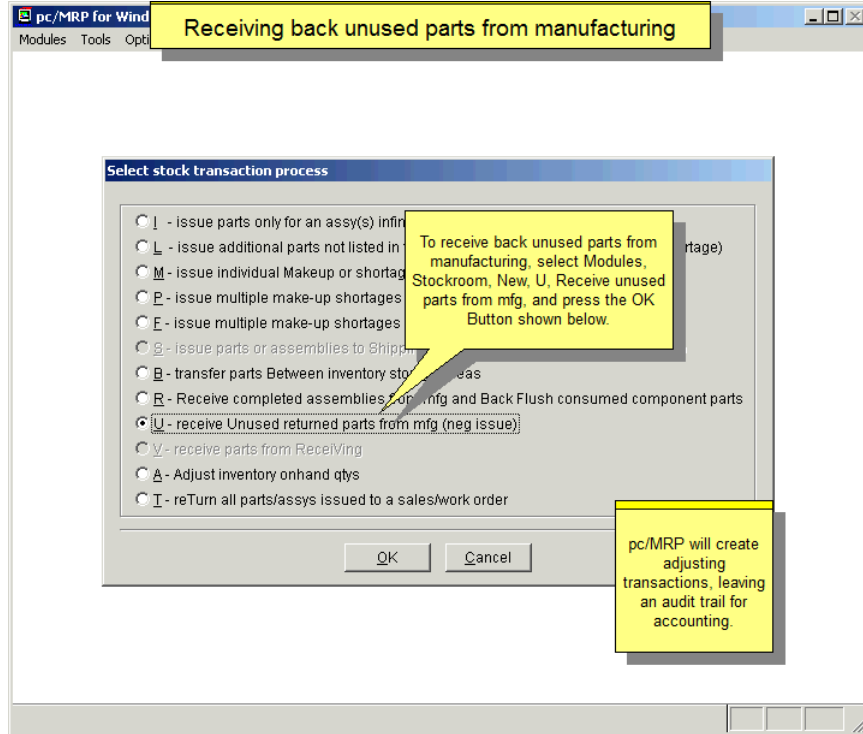 pc/MRP for Wind
Receiving back unused parts from manufacturing
Modules Tools Opti
Select stock transaction process
I - issue parts only for an assy(s) infin
L - issue additional parts not listed in rtage)
M - issue individual Makeup or shortag
P - issue multiple make-up shortages
F - issue multiple make-up shortages
S - issue parts or assemblies to Shippi
B - transfer parts Between inventory sto eas
R - Receive completed assemblies from mfg and Back Flush consumed component parts
U - receive Unused returned parts from mfg (neg issue)
V - receive parts from ReceiVing
A - Adjust inventory onhand qtys
T - reTurn all parts/assys issued to a sales/work order
To receive back unused parts from
manufacturing, select Modules,
Stockroom, New, U, Receive unused
parts from mfg, and press the OK
Button shown below.
OK Cancel
pc/MRP will create
adjusting
transactions, leaving
an audit trail for
accounting.